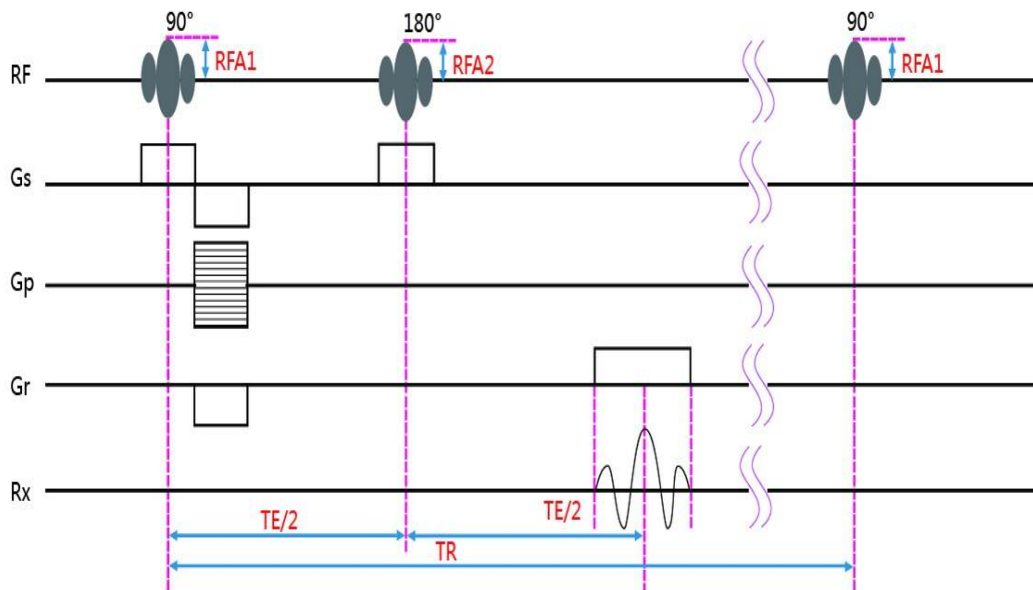 90° 180° 90°
RF RFA1 RFA2 RFA1
Gs
Gp
Gr
Rx
TE/2 TE/2
TR